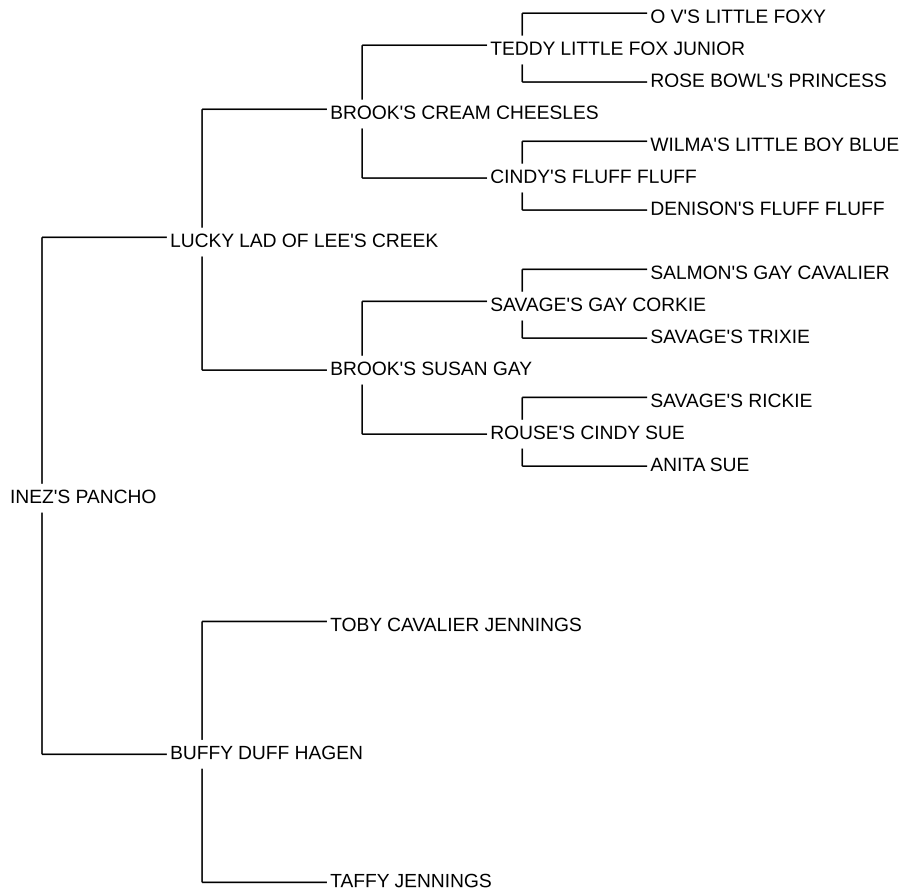 O V'S LITTLE FOXY
TEDDY LITTLE FOX JUNIOR
ROSE BOWL'S PRINCESS
BROOK'S CREAM CHEESLES
WILMA'S LITTLE BOY BLUE
CINDY'S FLUFF FLUFF
DENISON'S FLUFF FLUFF
LUCKY LAD OF LEE'S CREEK
SALMON'S GAY CAVALIER
SAVAGE'S GAY CORKIE
SAVAGE'S TRIXIE
BROOK'S SUSAN GAY
SAVAGE'S RICKIE
ROUSE'S CINDY SUE
ANITA SUE
INEZ'S PANCHO
TOBY CAVALIER JENNINGS
BUFFY DUFF HAGEN
TAFFY JENNINGS